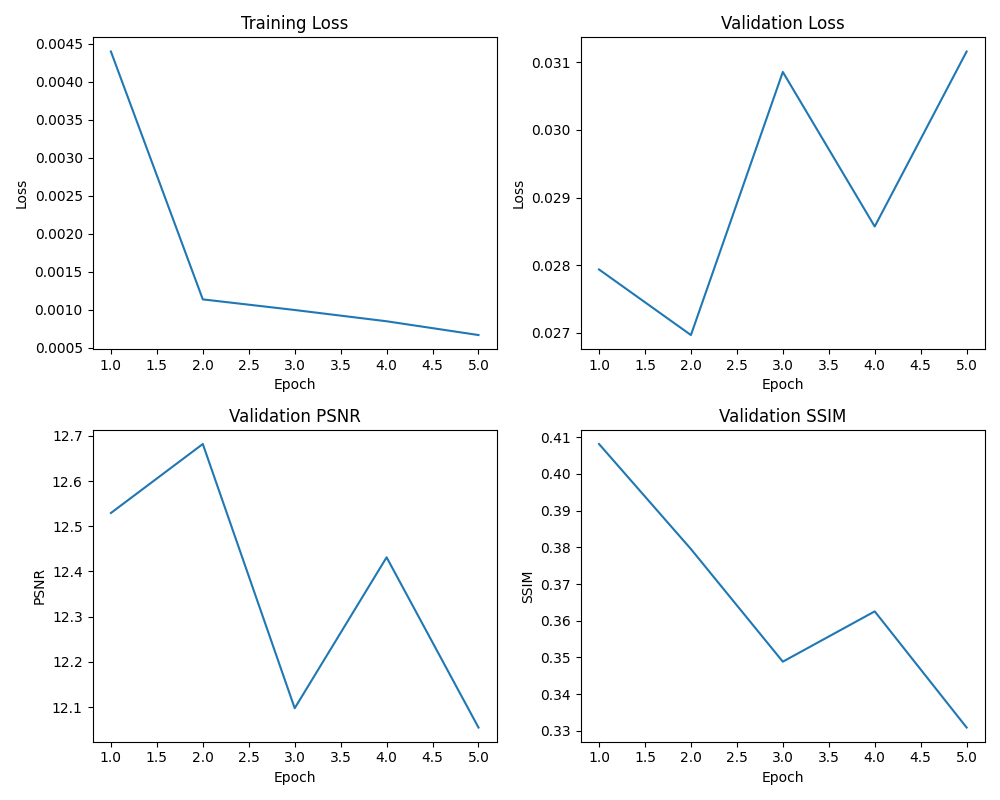 Training Loss
Validation Loss
0.0045
0.0040
0.0035
0.0030
0.0025
0.0020
0.0015
0.0010
0.0005
Loss
1.0 1.5 2.0 2.5 3.0 3.5 4.0 4.5 5.0
Epoch
0.031
0.030
0.029
0.028
0.027
Loss
1.0 1.5 2.0 2.5 3.0 3.5 4.0 4.5 5.0
Epoch
Validation PSNR
Validation SSIM
12.7
12.6
12.5
12.4
12.3
12.2
12.1
PSNR
1.0 1.5 2.0 2.5 3.0 3.5 4.0 4.5 5.0
Epoch
0.41
0.40
0.39
0.38
0.37
0.36
0.35
0.34
0.33
SSIM
1.0 1.5 2.0 2.5 3.0 3.5 4.0 4.5 5.0
Epoch